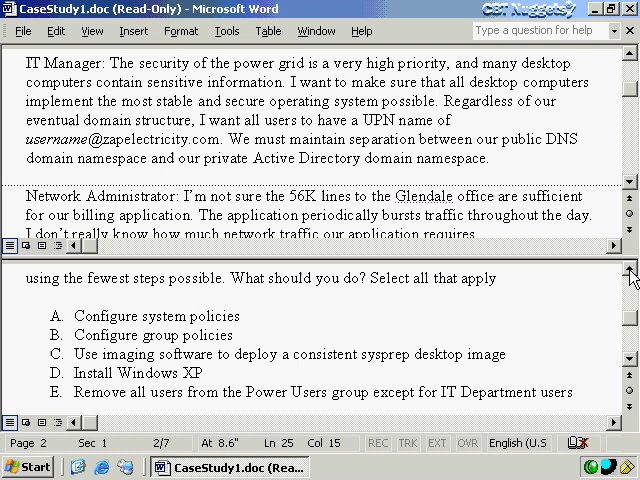 CaseStudy1.doc (Read-Only) - Microsoft Word
CBT Nuggets
File Edit View Insert Format Tools Table Window Help
Type a question for help
IT Manager: The security of the power grid is a very high priority, and many desktop
computers contain sensitive information. I want to make sure that all desktop computers
implement the most stable and secure operating system possible. Regardless of our
eventual domain structure, I want all users to have a UPN name of
username@zapelectricity.com. We must maintain separation between our public DNS
domain namespace and our private Active Directory domain namespace.
Network Administrator: I'm not sure the 56K lines to the Glendale office are sufficient
for our billing application. The application periodically bursts traffic throughout the day.
I don't really know how much network traffic our application requires
using the fewest steps possible. What should you do? Select all that apply
A. Configure system policies
B. Configure group policies
C. Use imaging software to deploy a consistent sysprep desktop image
D. Install Windows XP
E. Remove all users from the Power Users group except for IT Department users
Page 2 Sec 1 2/7 At 8.6" Ln 25 Col 15 REC TRK EXT OVR English (U.S
Start CaseStudy1.doc (Rea...